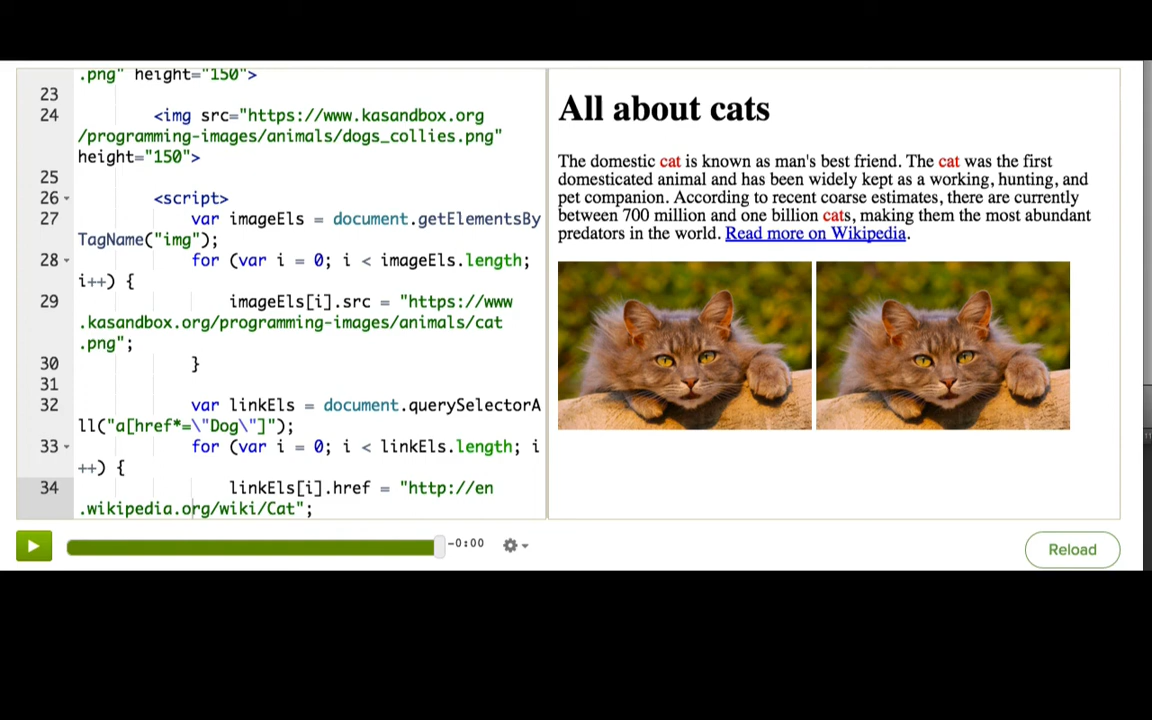 .png" height="150">
23
24 <img src="https://www.kasandbox.org
/programming-images/animals/dogs_collies.png"
height="150">
25
26 <script>
27 var imageEls = document.getElementsBy
TagName("img");
28 for (var i = 0; i < imageEls.length;
i++) {
29 imageEls[i].src = "https://www
.kasandbox.org/programming-images/animals/cat
.png";
30 }
31
32 var linkEls = document.querySelectorA
ll("a[href*=\"Dog\"]");
33 for (var i = 0; i < linkEls.length; i
++) {
34 linkEls[i].href = "http://en
.wikipedia.org/wiki/Cat";
All about cats
The domestic cat is known as man's best friend. The cat was the first
domesticated animal and has been widely kept as a working, hunting, and
pet companion. According to recent coarse estimates, there are currently
between 700 million and one billion cats, making them the most abundant
predators in the world. Read more on Wikipedia.
-0:00
Reload